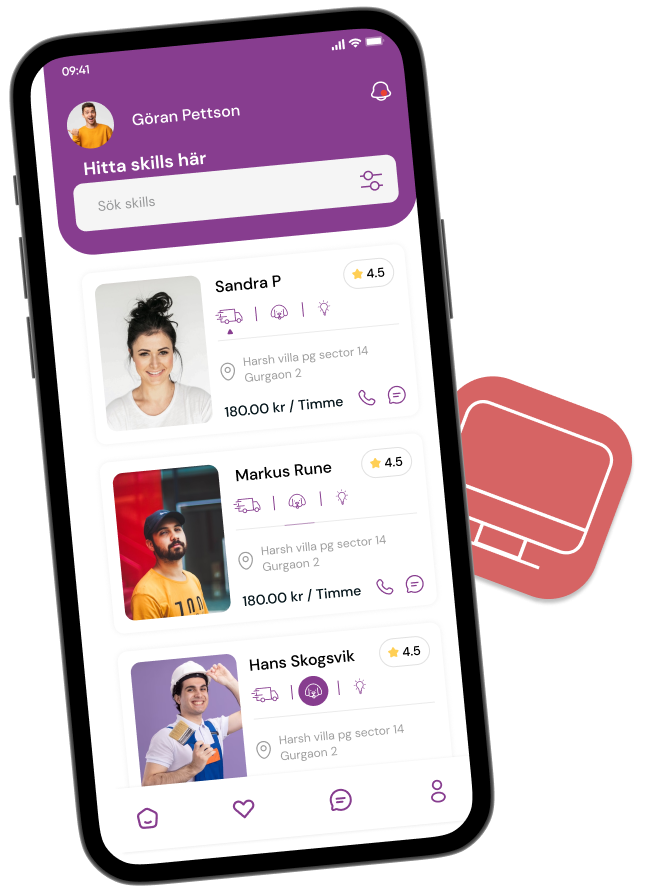 09:41
Göran Pettson
Hitta skills här
Sök skills
Sandra P
4.5
Harsh villa pg sector 14
Gurgaon 2
180.00 kr / Timme
Markus Rune
4.5
Harsh villa pg sector 14
Gurgaon 2
180.00 kr / Timme
Hans Skogsvik
4.5
Harsh villa pg sector 14
Gurgaon 2